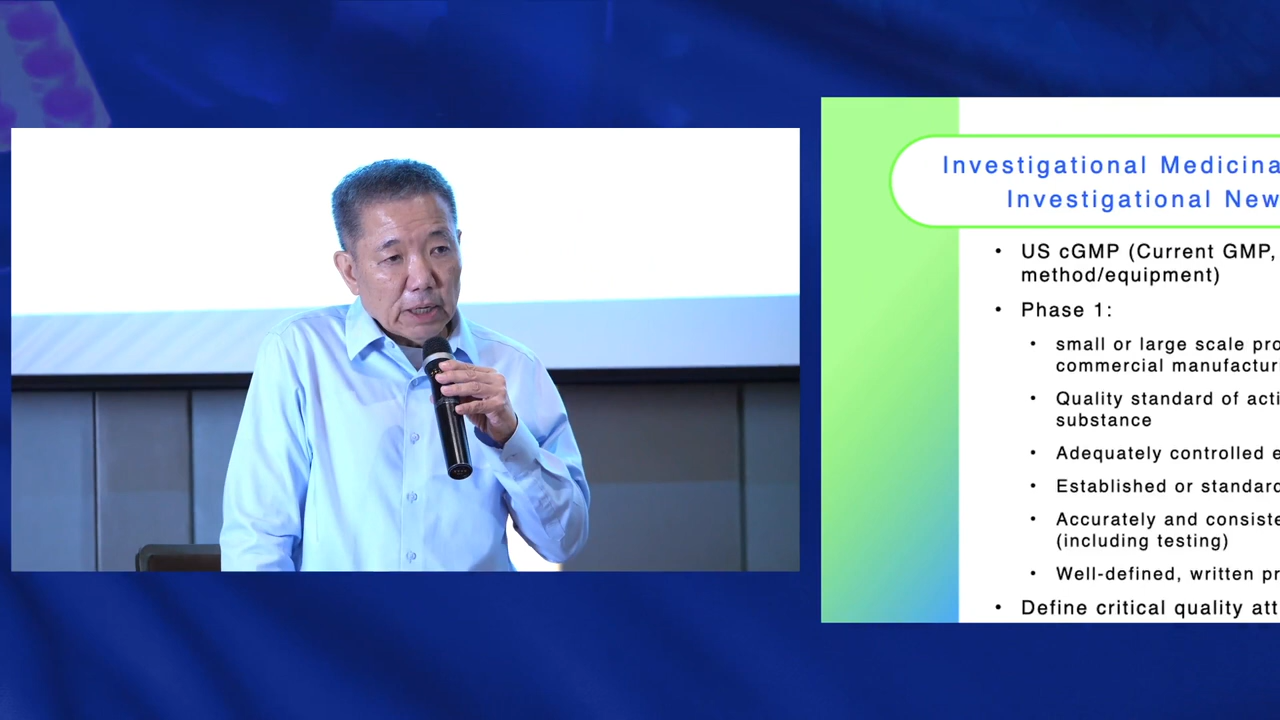 Investigational Medicina
Investigational New
• US cGMP (Current GMP,
method/equipment)
• Phase 1:
• small or large scale pro
commercial manufactur
• Quality standard of acti
substance
• Adequately controlled e
• Established or standard
• Accurately and consiste
(including testing)
• Well-defined, written pr
• Define critical quality att